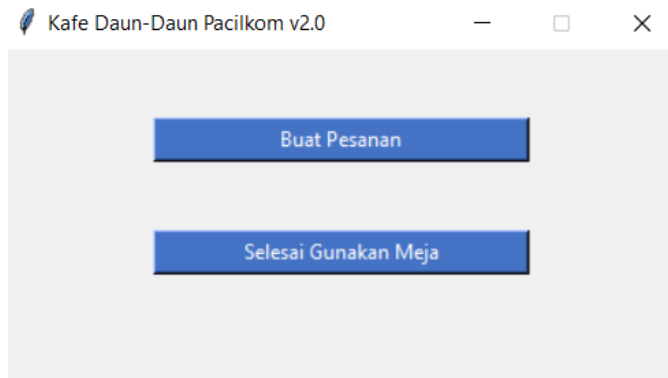 Kafe Daun-Daun Pacilkom v2.0
Buat Pesanan
Selesai Gunakan Meja